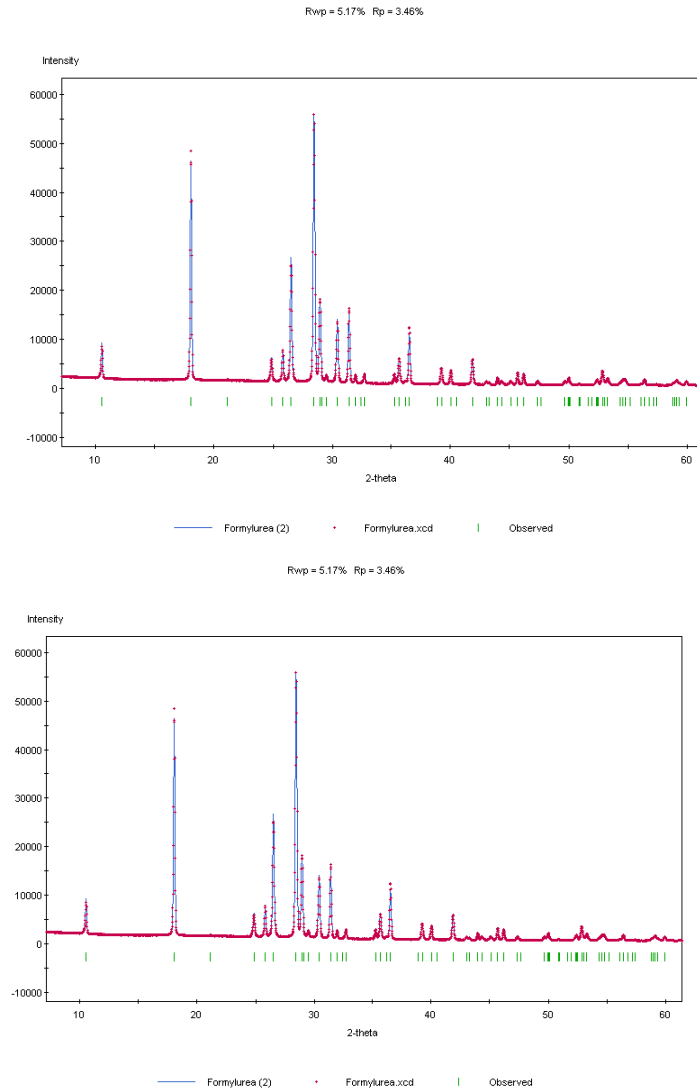 Rwp = 5.17% Rp = 3.46%
Intensity
60000
50000
40000
30000
20000
10000
0
-10000
10 20 30 40 50 60
2-theta
Formylurea (2) Formylurea.xcd Observed
Rwp = 5.17% Rp = 3.46%
Intensity
60000
50000
40000
30000
20000
10000
0
-10000
10 20 30 40 50 60
2-theta
Formylurea (2) Formylurea.xcd Observed